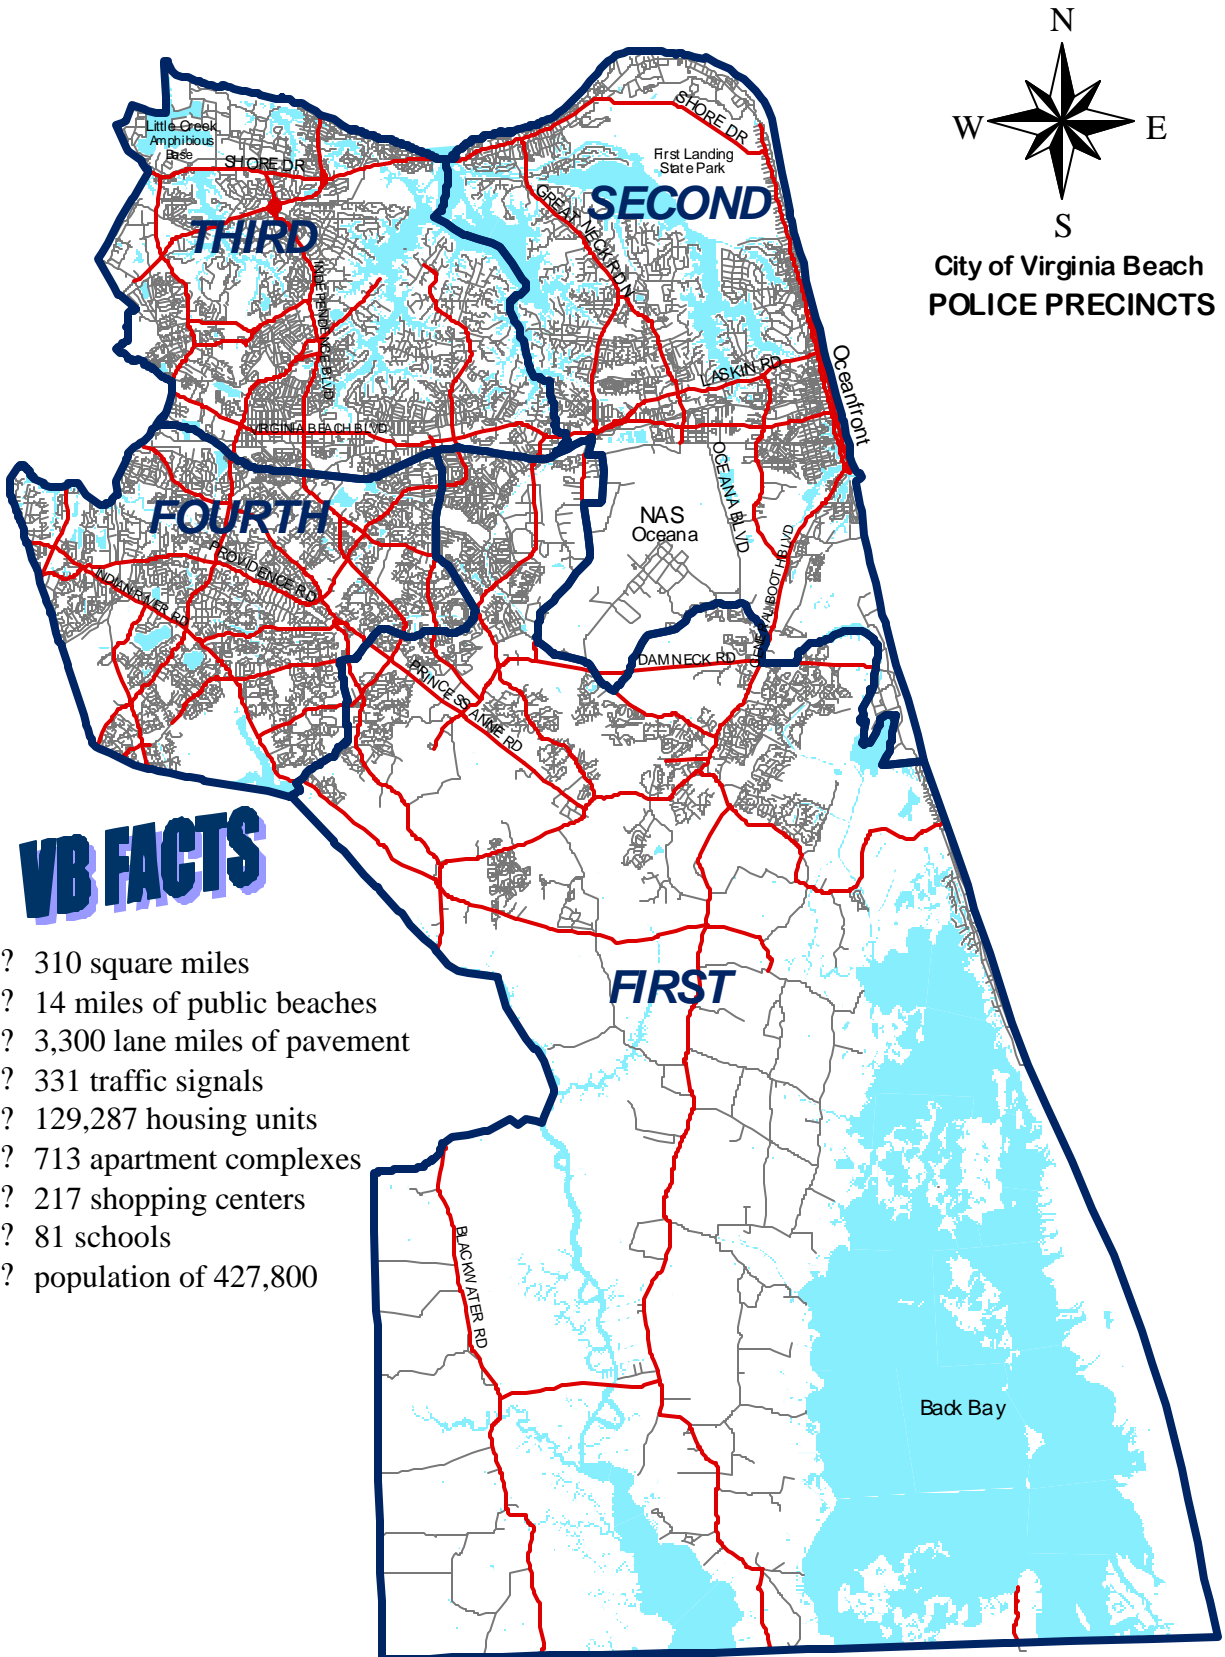 N
W E
S
City of Virginia Beach
POLICE PRECINCTS
Little Creek
Amphibious
Base
SHORE DR
SHORE DR
First Landing
State Park
SECOND
GREAT NECK RD N
THIRD
INDEPENDENCE BLVD
LASKIN RD
Oceanfront
VIRGINIA BEACH BLVD
OCEANA BLVD
NAS
Oceana
FOURTH
PROVIDENCE RD
INDIAN RIVER RD
GENERAL BOOTH BLVD
DAM NECK RD
PRINCESS ANNE RD
VB FACTS
? 310 square miles
? 14 miles of public beaches
? 3,300 lane miles of pavement
? 331 traffic signals
? 129,287 housing units
? 713 apartment complexes
? 217 shopping centers
? 81 schools
? population of 427,800
FIRST
BLACKWATER RD
Back Bay